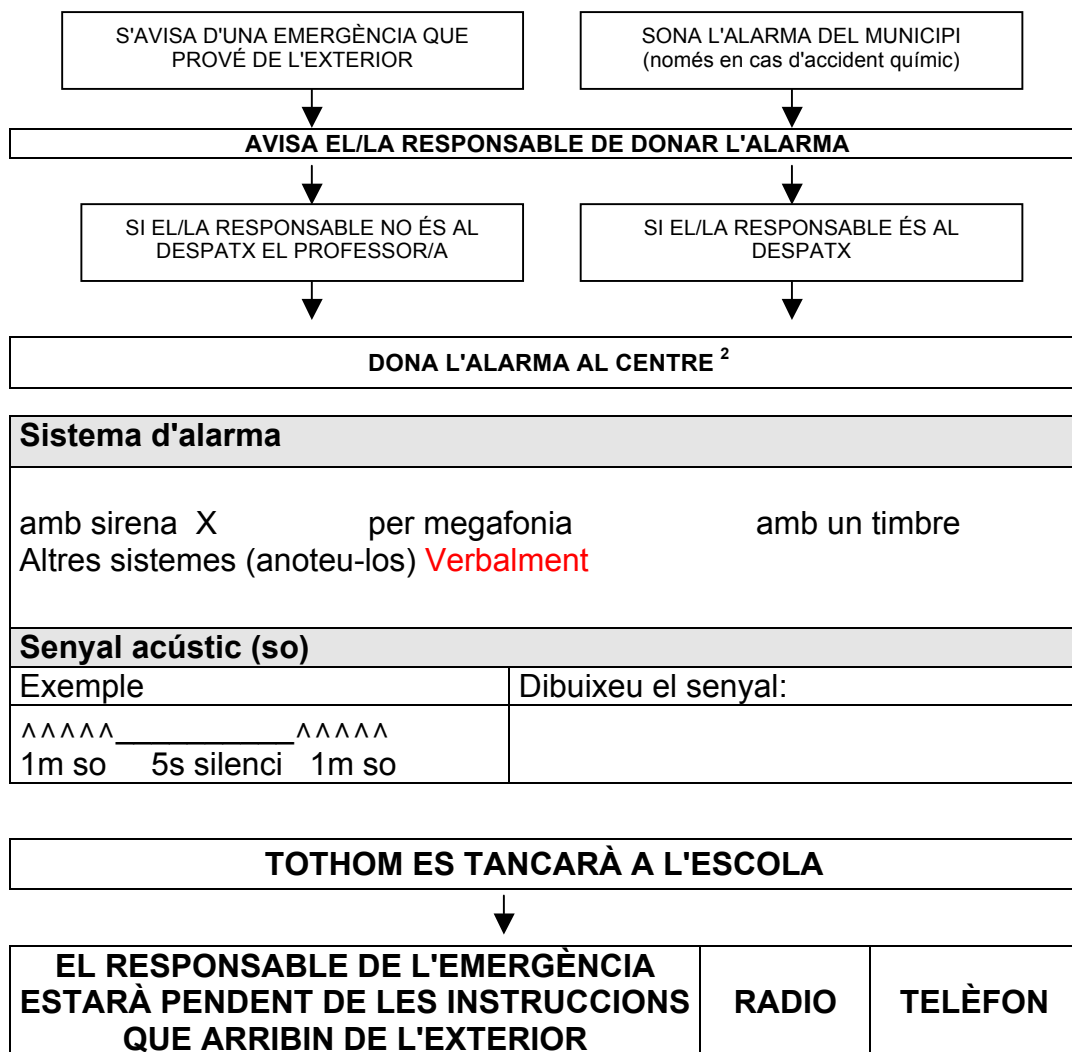 S'AVISA D'UNA EMERGÈNCIA QUE
PROVÉ DE L'EXTERIOR
SONA L'ALARMA DEL MUNICIPI
(només en cas d'accident químic)
AVISA EL/LA RESPONSABLE DE DONAR L'ALARMA
SI EL/LA RESPONSABLE NO ÉS AL
DESPATX EL PROFESSOR/A
SI EL/LA RESPONSABLE ÉS AL
DESPATX
DONA L'ALARMA AL CENTRE ²
Sistema d'alarma
amb sirena X per megafonia amb un timbre
Altres sistemes (anoteu-los) Verbalment
Senyal acústic (so)
Exemple
Dibuixeu el senyal:
^^^^^___________^^^^^
1m so 5s silenci 1m so
TOTHOM ES TANCARÀ A L'ESCOLA
EL RESPONSABLE DE L'EMERGÈNCIA
ESTARÀ PENDENT DE LES INSTRUCCIONS
QUE ARRIBIN DE L'EXTERIOR
RADIO
TELÈFON